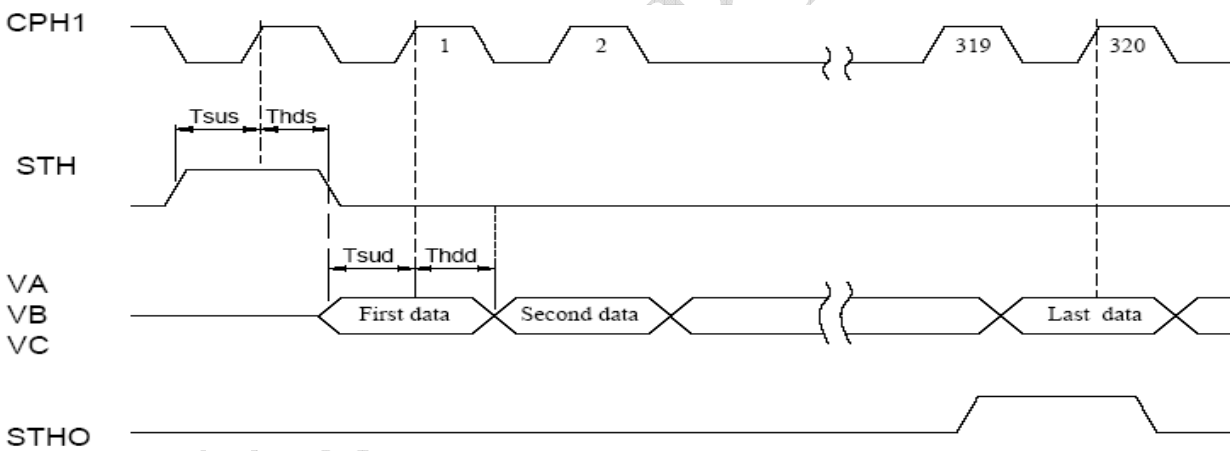 CPH1
1
2
319
320
Tsus
Thds
STH
Tsud
Thdd
VA
VB
VC
First data
Second data
Last data
STHO